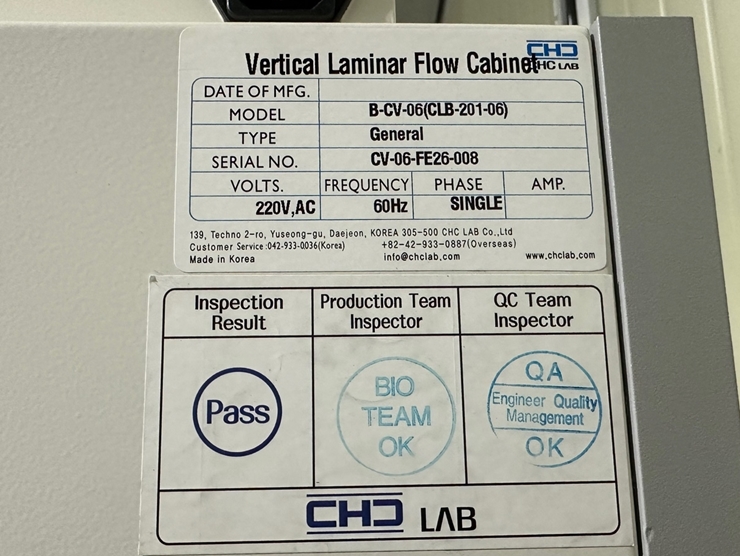 Vertical Laminar Flow Cabinet
CHC LAB
DATE OF MFG.
MODEL B-CV-06(CLB-201-06)
TYPE General
SERIAL NO. CV-06-FE26-008
VOLTS. FREQUENCY PHASE AMP.
220V,AC 60Hz SINGLE
139, Techno 2-ro, Yuseong-gu, Daejeon, KOREA 305-500 CHC LAB Co.,Ltd
Customer Service :042-933-0036(Korea) +82-42-933-0887(Overseas)
Made in Korea info@chclab.com www.chclab.com
Inspection Result
Production Team Inspector
QC Team Inspector
Pass
BIO
TEAM
OK
QA
Engineer Quality
Management
OK
CHC LAB